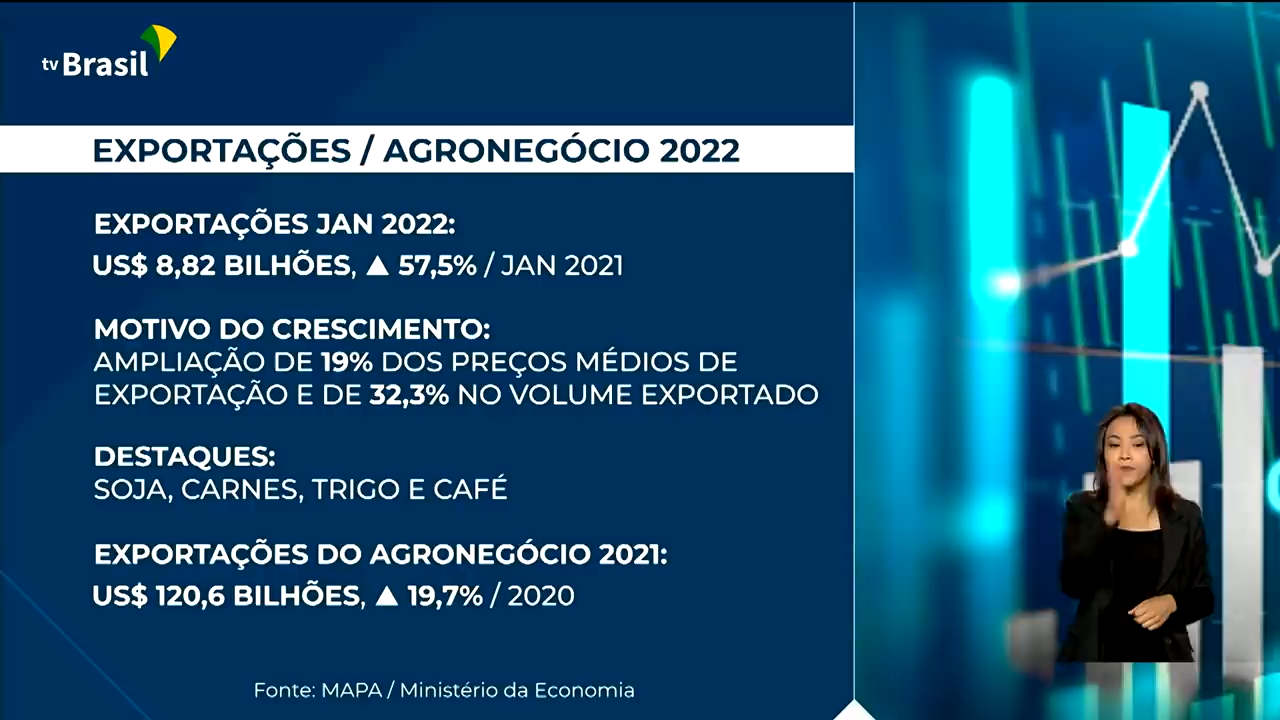 tv Brasil
EXPORTAÇÕES / AGRONEGÓCIO 2022
EXPORTAÇÕES JAN 2022:
US$ 8,82 BILHÕES, ▲ 57,5% / JAN 2021
MOTIVO DO CRESCIMENTO:
AMPLIAÇÃO DE 19% DOS PREÇOS MÉDIOS DE
EXPORTAÇÃO E DE 32,3% NO VOLUME EXPORTADO
DESTAQUES:
SOJA, CARNES, TRIGO E CAFÉ
EXPORTAÇÕES DO AGRONEGÓCIO 2021:
US$ 120,6 BILHÕES, ▲ 19,7% / 2020
Fonte: MAPA / Ministério da Economia